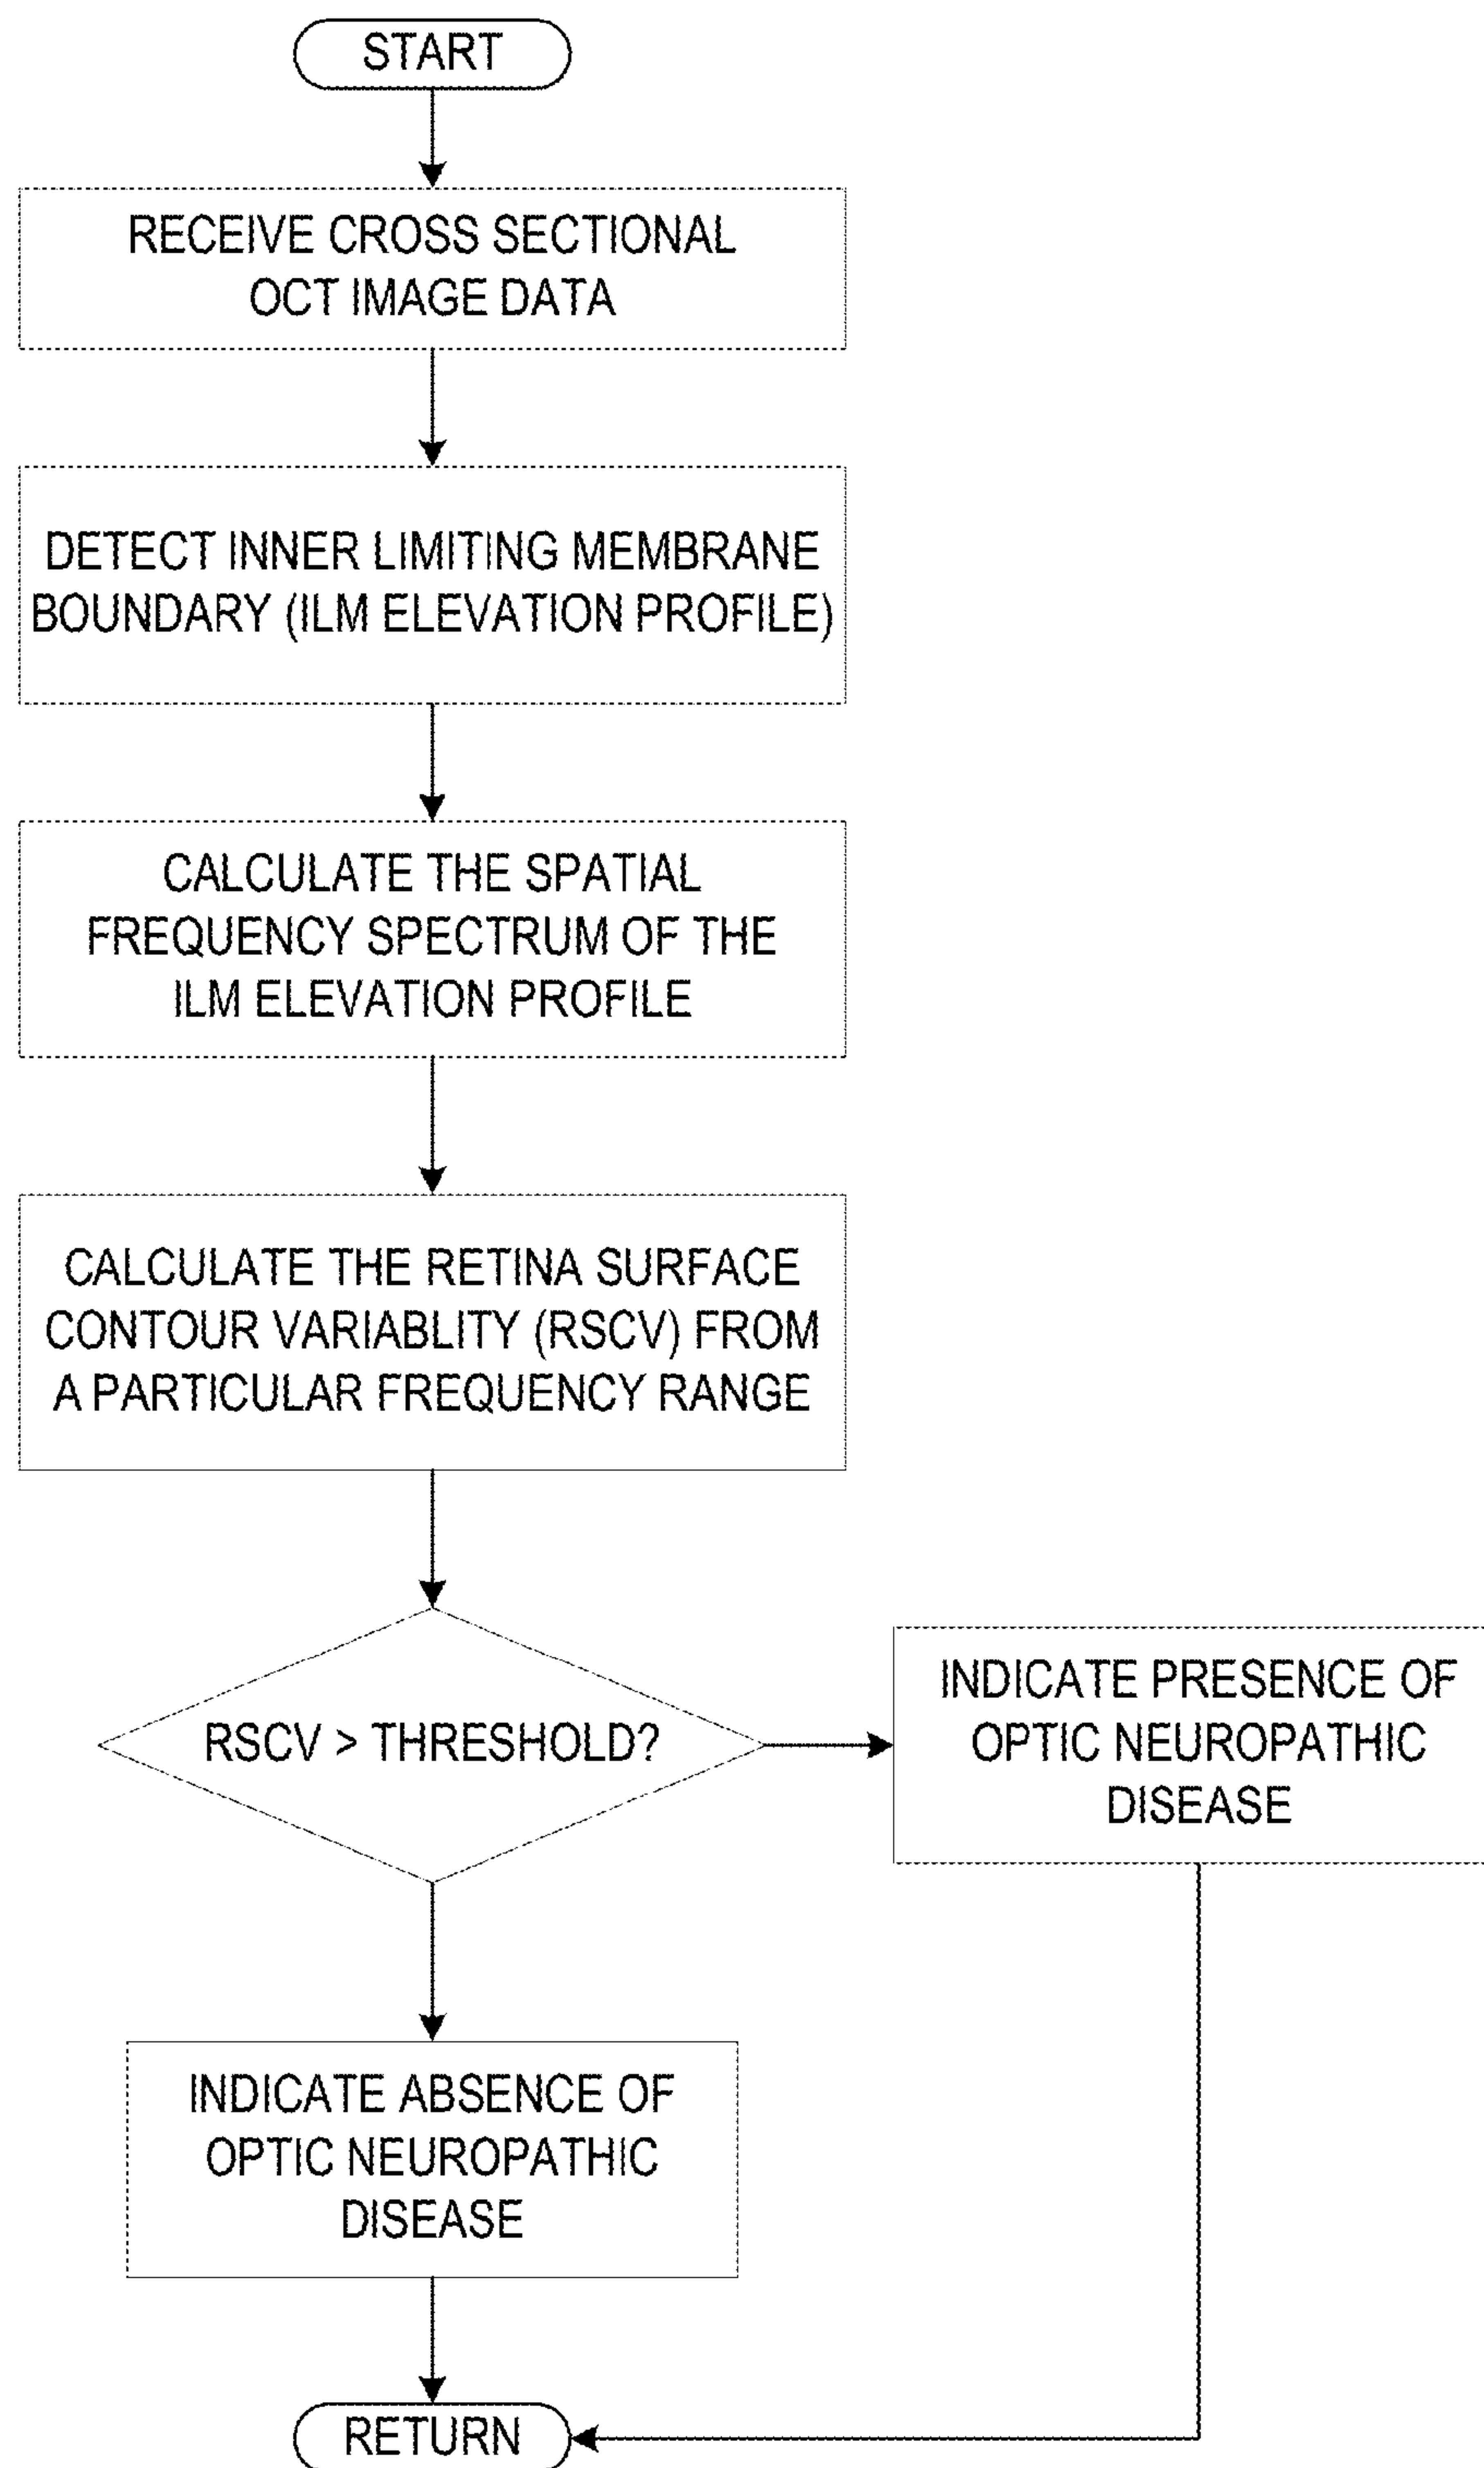 START
RECEIVE CROSS SECTIONAL
OCT IMAGE DATA
DETECT INNER LIMITING MEMBRANE
BOUNDARY (ILM ELEVATION PROFILE)
CALCULATE THE SPATIAL
FREQUENCY SPECTRUM OF THE
ILM ELEVATION PROFILE
CALCULATE THE RETINA SURFACE
CONTOUR VARIABLITY (RSCV) FROM
A PARTICULAR FREQUENCY RANGE
RSCV > THRESHOLD?
INDICATE PRESENCE OF
OPTIC NEUROPATHIC
DISEASE
INDICATE ABSENCE OF
OPTIC NEUROPATHIC
DISEASE
RETURN